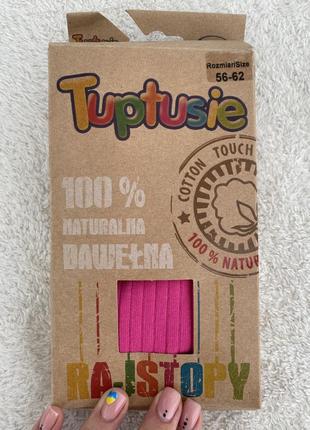 Rozmiar/Size
56-62
Tuptusie
100 %
NATURALNA
BAWEŁNA
COTTON TOUCH
100% NATUR
RAJSTOPY